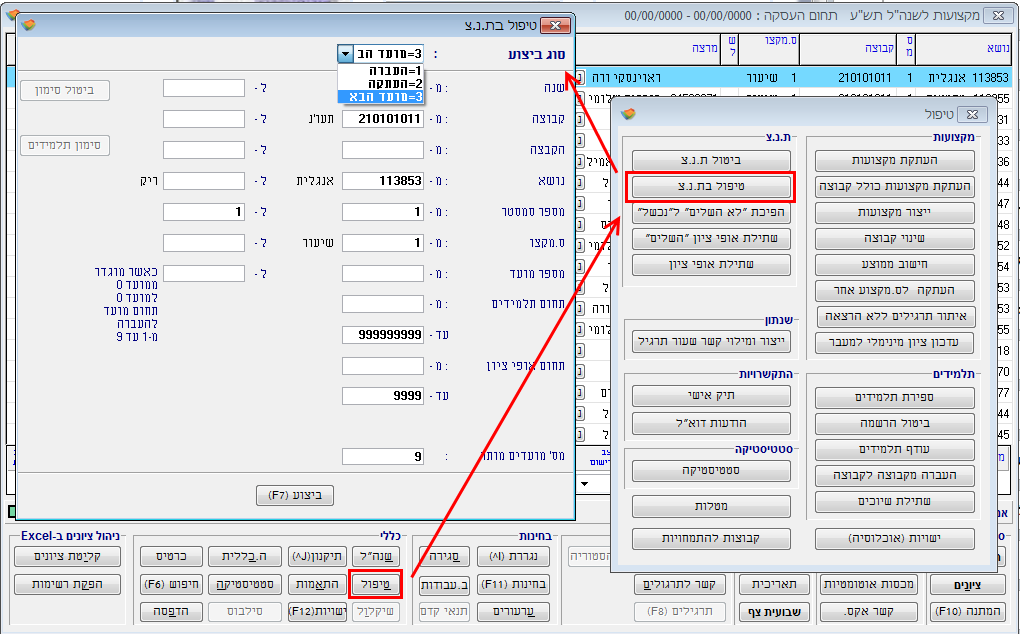 מקצועות לשנה"ל תש"ע תחום העסקה : 00/00/0000 - 00/00/0000
נושא
קבוצה
ס מ
ס.מקצו
ש ל
מרצה
113853 אנגלית 1 210101011 1 שיעור ראוינסקי ורה
טיפול בת.נ.צ
סוג ביצוע : 3=מועד הב
1=העברה
2=העתקה
3=מועד הבא
שנה : מ - ל -
ביטול סימון
קבוצה : מ - 210101011 תער'נ ל -
הקבצה : מ - ל -
סימון תלמידים
נושא : מ - 113853 אנגלית ל - ריק
מספר סמסטר : מ - 1 ל - 1
ס.מקצו : מ - 1 שיעור ל -
מספר מועד : מ - ל -
כאשר מוגדר
ממועד 0
למועד 0
תחום מועד
להעברה
מ-1 עד 9
תחום תלמידים : מ -
עד - 999999999
תחום אופי ציון : מ -
עד - 9999
מס' מועדים מותר : 9
ביצוע (F7)
טיפול
מקצועות
העתקת מקצועות
העתקת מקצועות כולל קבוצה
ייצור מקצועות
שינוי קבוצה
חישוב ממוצע
העתקה לס.מקצוע אחר
איתור תרגילים ללא הרצאה
עדכון ציון מינימלי למעבר
תלמידים
ספירת תלמידים
ביטול הרשמה
עודף תלמידים
העברה מקבוצה לקבוצה
שתילת שיוכים
ישויות (אוכלוסיה)
ת.נ.צ
ביטול ת.נ.צ
טיפול בת.נ.צ
הפיכת "לא השלים" ל"נכשל"
שתילת אופי ציון "השלים"
שתילת אופי ציון
שנתון
ייצור ומילוי קשר שעור תרגיל
התקשרויות
תיק אישי
הודעות דוא"ל
סטטיסטיקה
סטטיסטיקה
מטלות
קבוצות להתמחויות
ציונים
המתנה (F10)
מכסות אוטומטיות
קשר אקס.
תאריכית
שבועית צף
קשר לתרגולים
תרגילים (F8)
הסטוריה
בחינות
נגררת (^I)
סגירה
בחינות (F11)
ב.עבודות
ערעורים
תנאי קדם
כללי
שנה"ל
תיקנון(^J)
ה.כללית
כרטיס
טיפול
התאמות
סטטיסטיקה
חיפוש (F6)
שיקלול
ישויות(F12)
סילבוס
הדפסה
ניהול ציונים ב-Excel
קליטת ציונים
הפקת רשימות